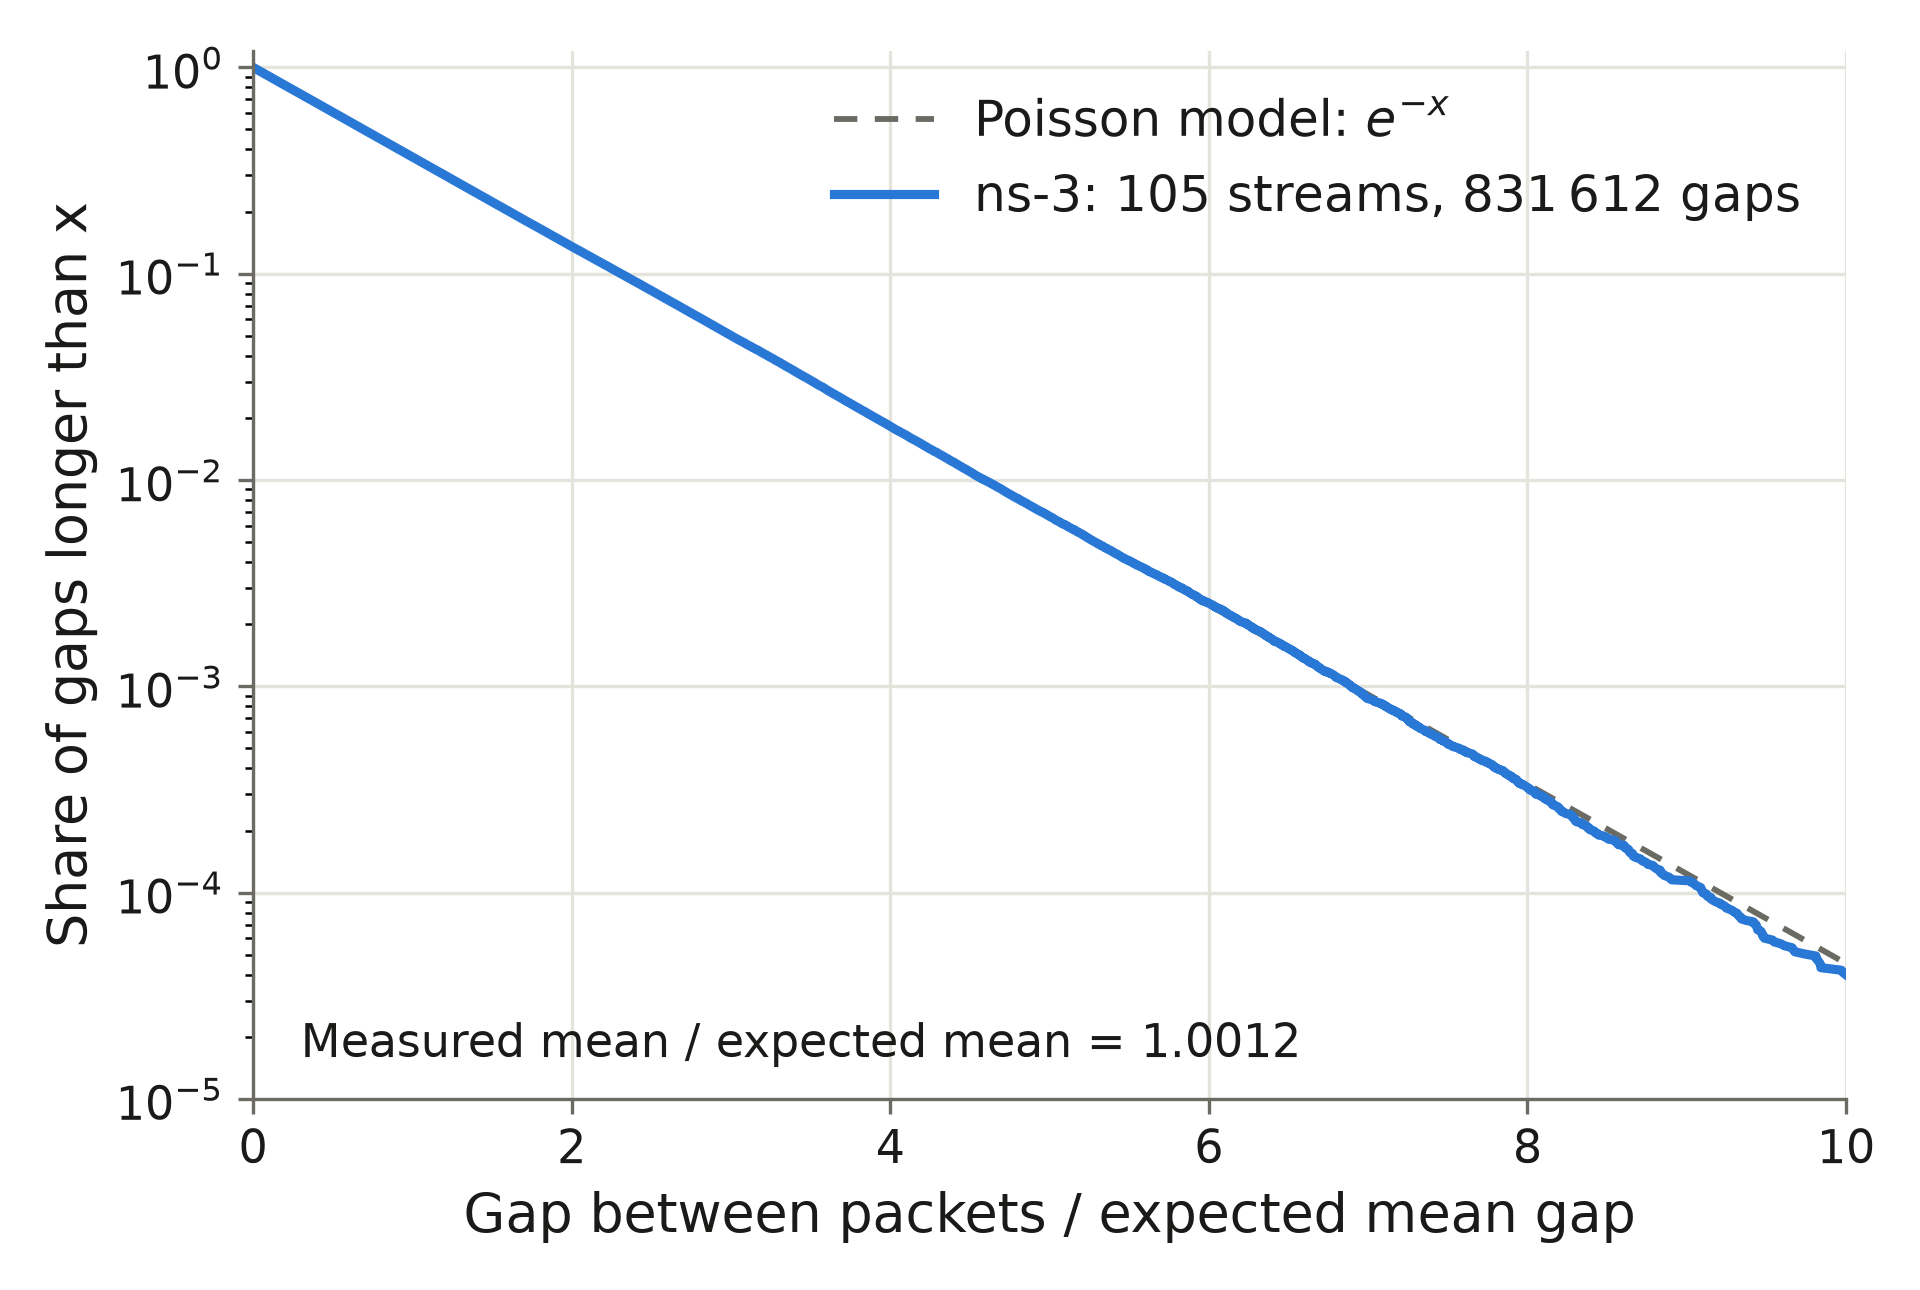 Poisson model: e⁻ˣ
ns-3: 105 streams, 831 612 gaps
Share of gaps longer than x
10⁰
10⁻¹
10⁻²
10⁻³
10⁻⁴
10⁻⁵
Measured mean / expected mean = 1.0012
0 2 4 6 8 10
Gap between packets / expected mean gap